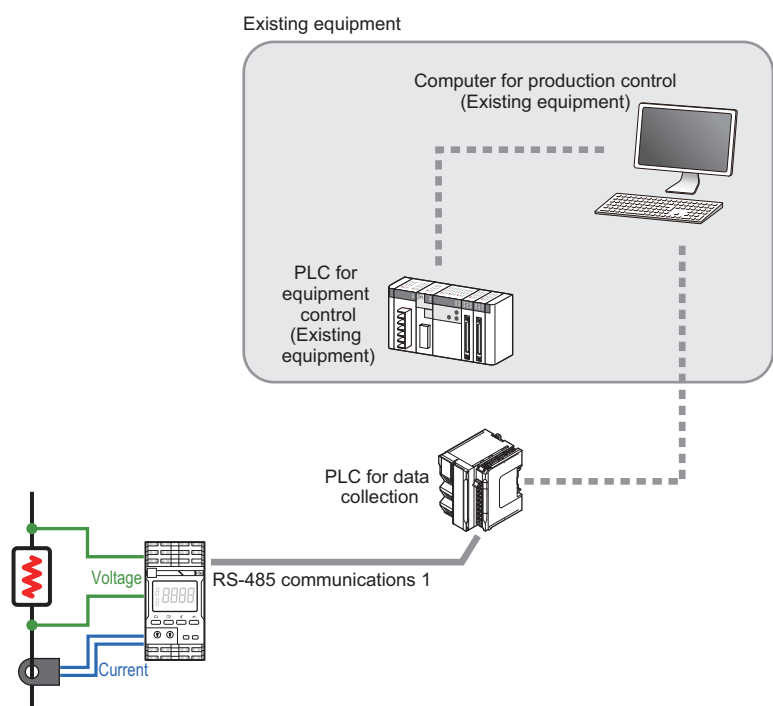 Existing equipment
Computer for production control
(Existing equipment)
PLC for
equipment
control
(Existing
equipment)
PLC for data
collection
Voltage
RS-485 communications 1
Current